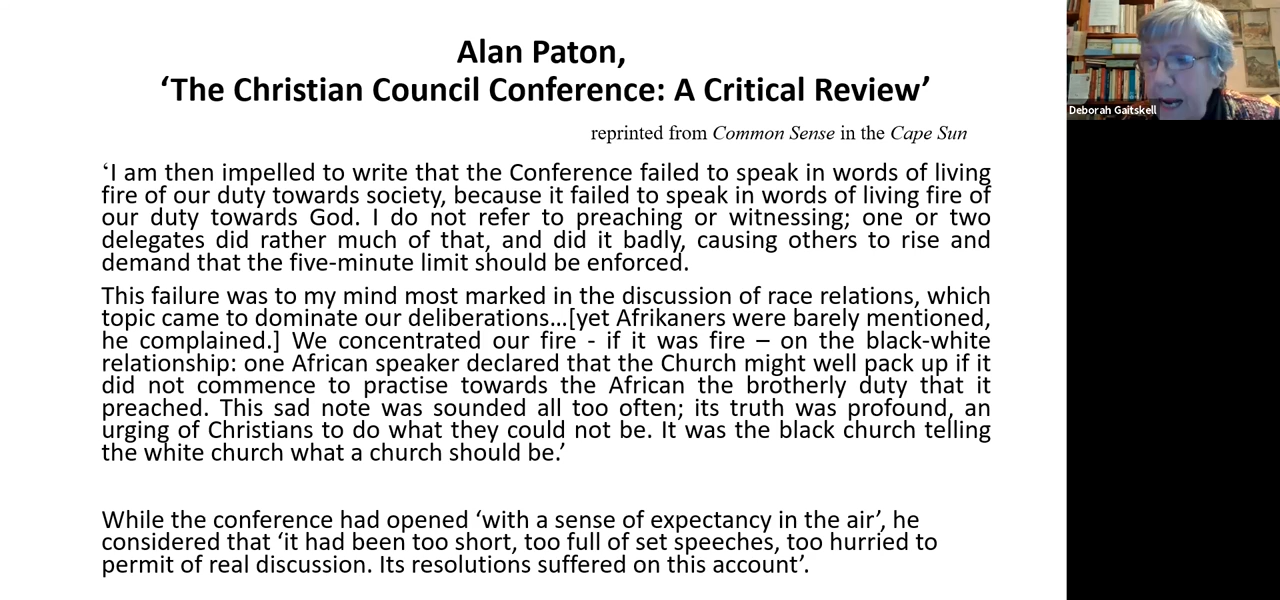 Alan Paton,
‘The Christian Council Conference: A Critical Review’
reprinted from Common Sense in the Cape Sun
‘I am then impelled to write that the Conference failed to speak in words of living
fire of our duty towards society, because it failed to speak in words of living fire of
our duty towards God. I do not refer to preaching or witnessing; one or two
delegates did rather much of that, and did it badly, causing others to rise and
demand that the five-minute limit should be enforced.
This failure was to my mind most marked in the discussion of race relations, which
topic came to dominate our deliberations…[yet Afrikaners were barely mentioned,
he complained.] We concentrated our fire - if it was fire – on the black-white
relationship: one African speaker declared that the Church might well pack up if it
did not commence to practise towards the African the brotherly duty that it
preached. This sad note was sounded all too often; its truth was profound, an
urging of Christians to do what they could not be. It was the black church telling
the white church what a church should be.’
While the conference had opened ‘with a sense of expectancy in the air’, he
considered that ‘it had been too short, too full of set speeches, too hurried to
permit of real discussion. Its resolutions suffered on this account’.
Deborah Gaitskell